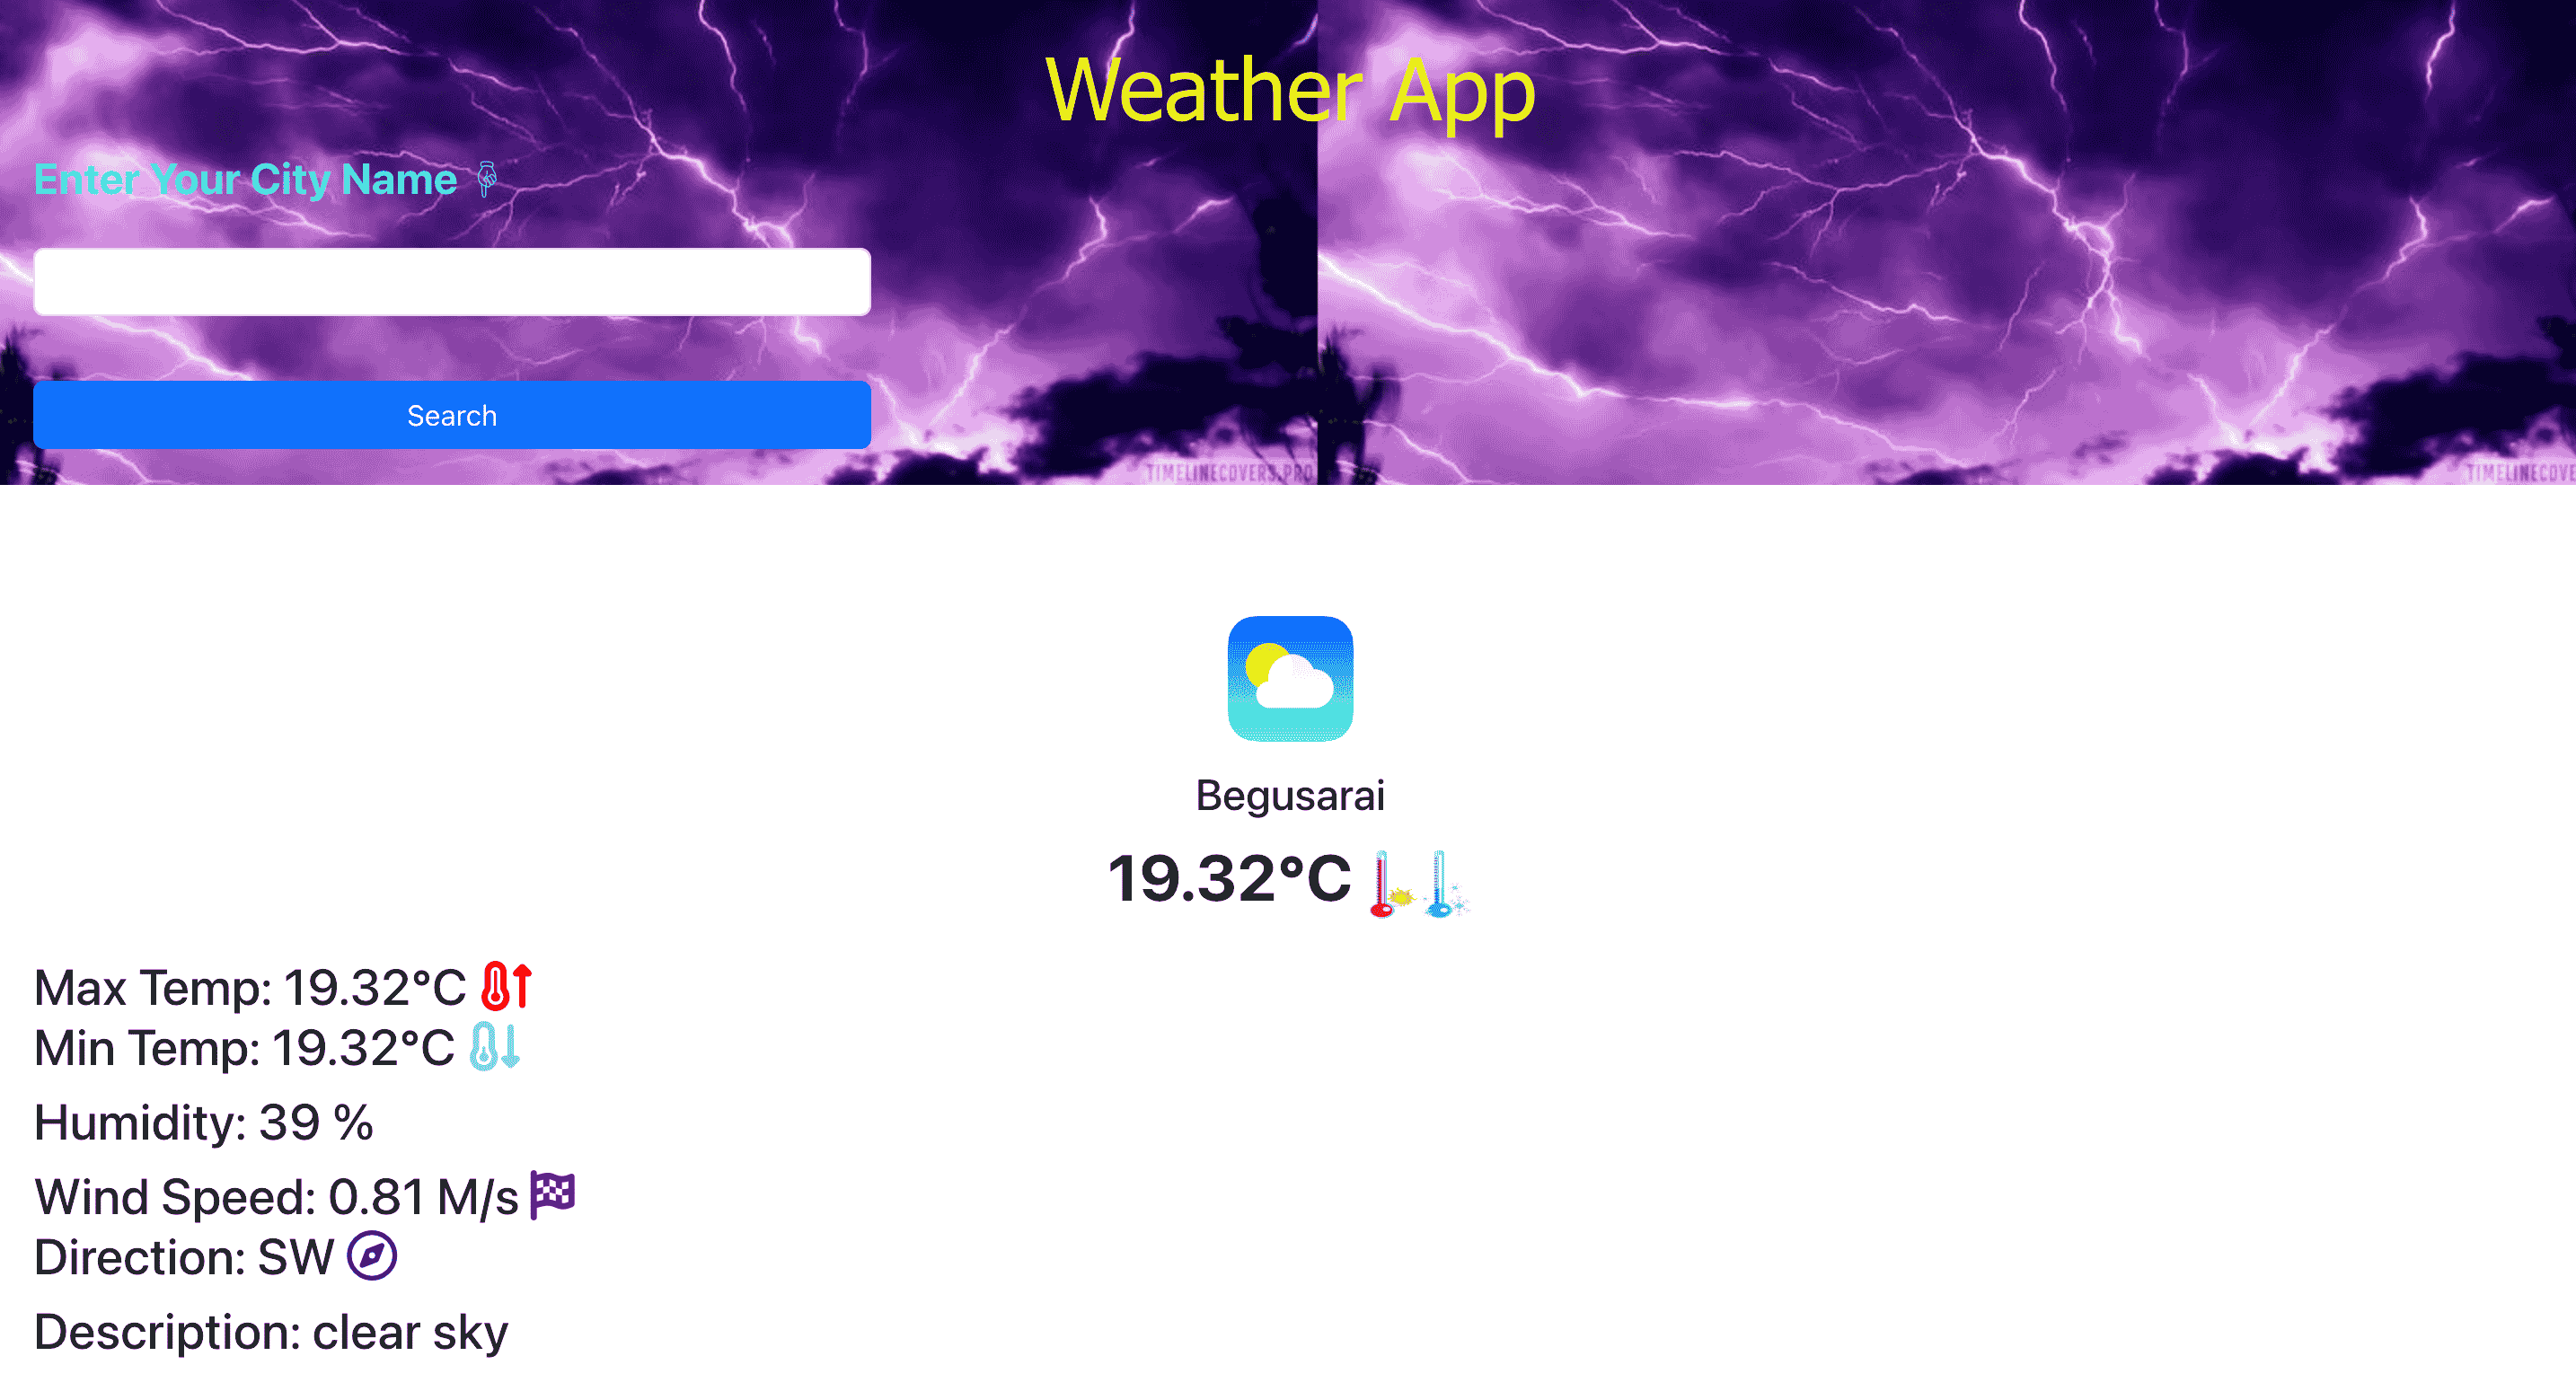 Weather App
Enter Your City Name
Search
TIMELINECOVERS.PRO
TIMELINECOVE
Begusarai
19.32°C
Max Temp: 19.32°C
Min Temp: 19.32°C
Humidity: 39 %
Wind Speed: 0.81 M/s
Direction: SW
Description: clear sky